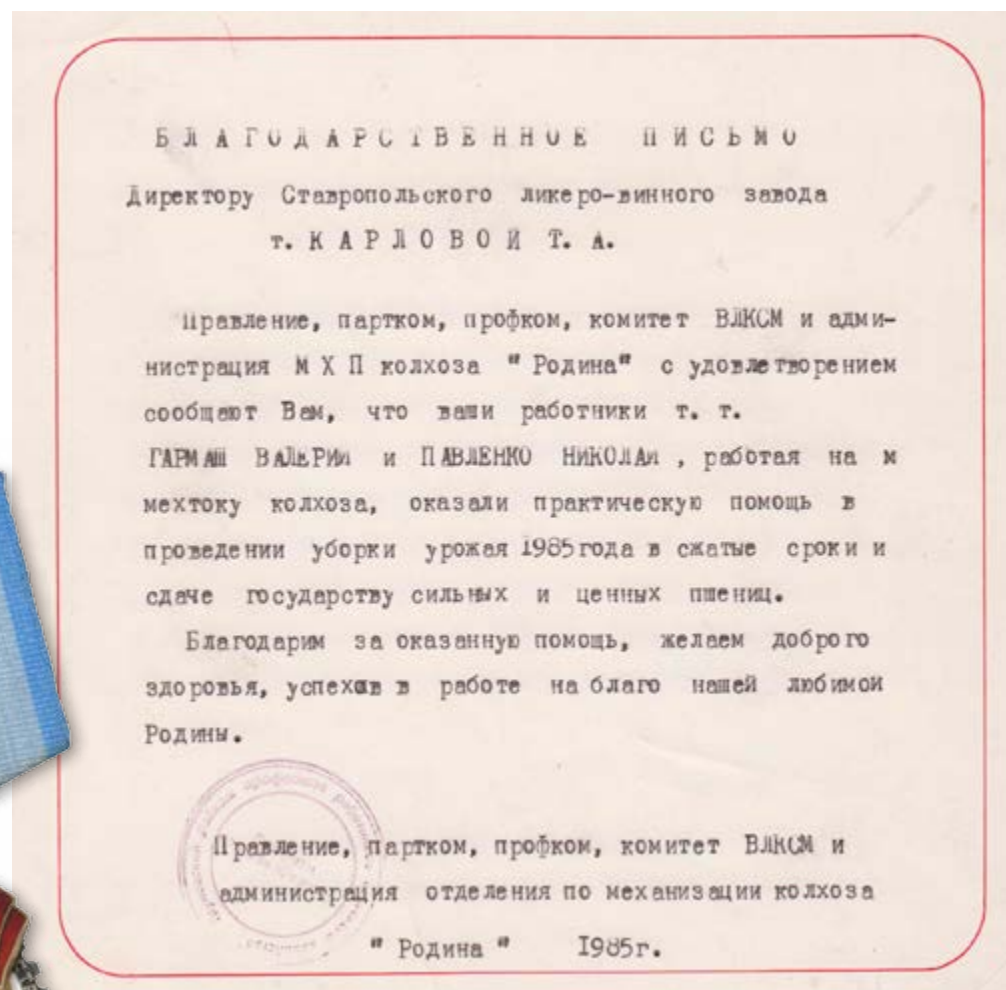 БЛАГОДАРСТВЕННОЕ ПИСЬМО
Директору Ставропольского ликеро-винного завода
т. КАРЛОВОЙ Т. А.
Правление, партком, профком, комитет ВЛКСМ и адми-
нистрация М Х П колхоза "Родина" с удовлетворением
сообщают Вам, что ваши работники т. т.
ГАРМАШ ВАЛЕРИЙ и ПАВЛЕНКО НИКОЛАЙ , работая на м
мехтоку колхоза, оказали практическую помощь в
проведении уборки урожая 1985 года в сжатые сроки и
сдаче государству сильных и ценных пшениц.
Благодарим за оказанную помощь, желаем доброго
здоровья, успехов в работе на благо нашей любимой
Родины.
Правление, партком, профком, комитет ВЛКСМ и
администрация отделения по механизации колхоза
" Родина " 1985г.